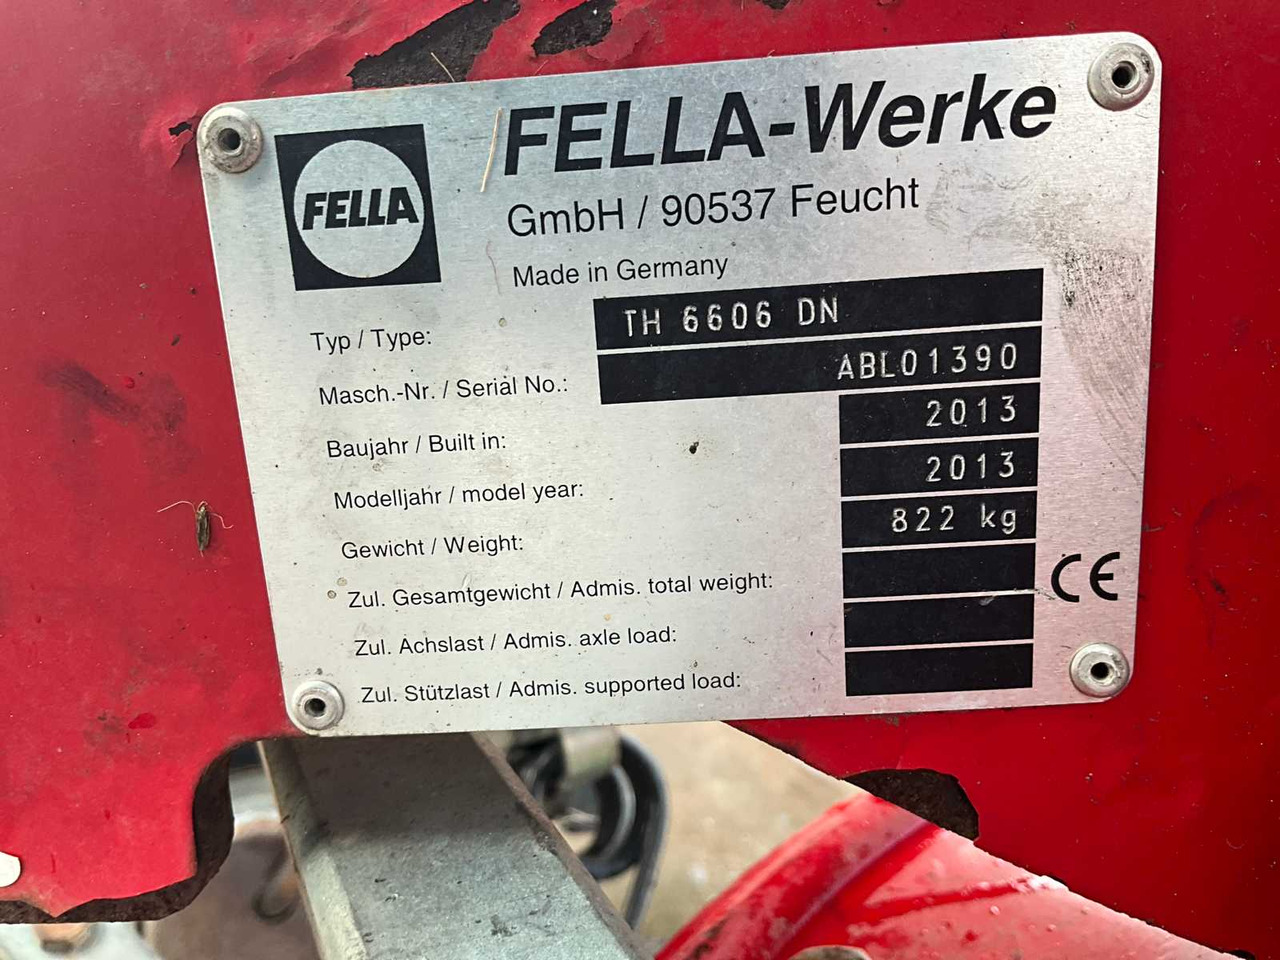 FELLA
FELLA-Werke
GmbH / 90537 Feucht
Made in Germany
Typ / Type: TH 6606 DN
Masch.-Nr. / Serial No.: ABL01390
Baujahr / Built in: 2013
Modelljahr / model year: 2013
Gewicht / Weight: 822 kg
Zul. Gesamtgewicht / Admis. total weight:
CE
Zul. Achslast / Admis. axle load:
Zul. Stützlast / Admis. supported load: